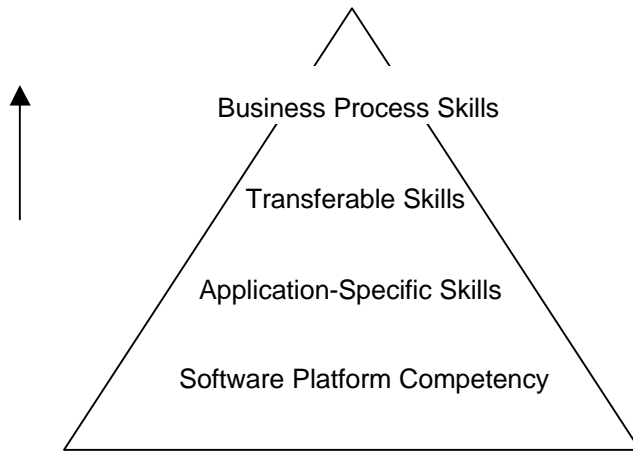 Business Process Skills
Transferable Skills
Application-Specific Skills
Software Platform Competency